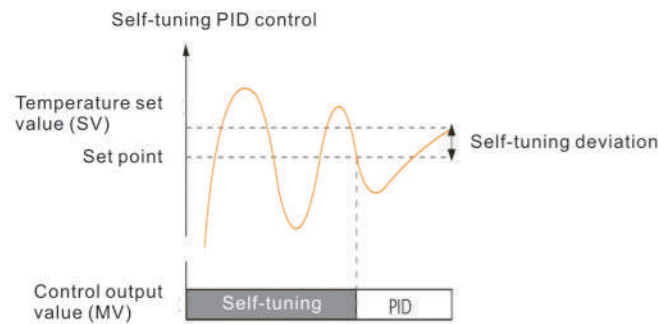 Self-tuning PID control
Temperature set
value (SV)
Set point
Self-tuning deviation
Control output
value (MV)
Self-tuning
PID